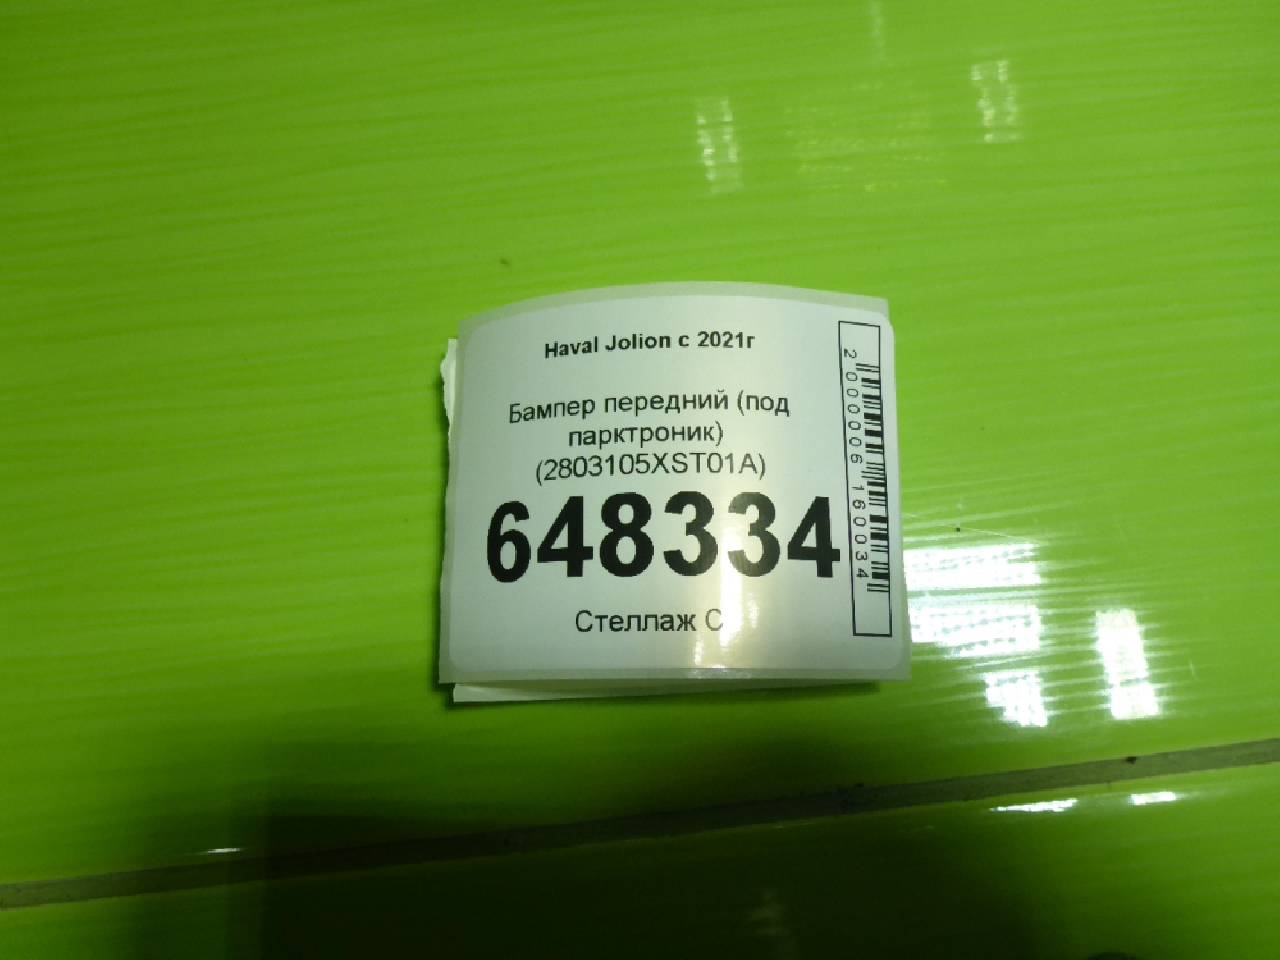 Haval Jolion с 2021г
Бампер передний (под
парктроник)
(2803105XST01A)
648334
Стеллаж С
2000006160034